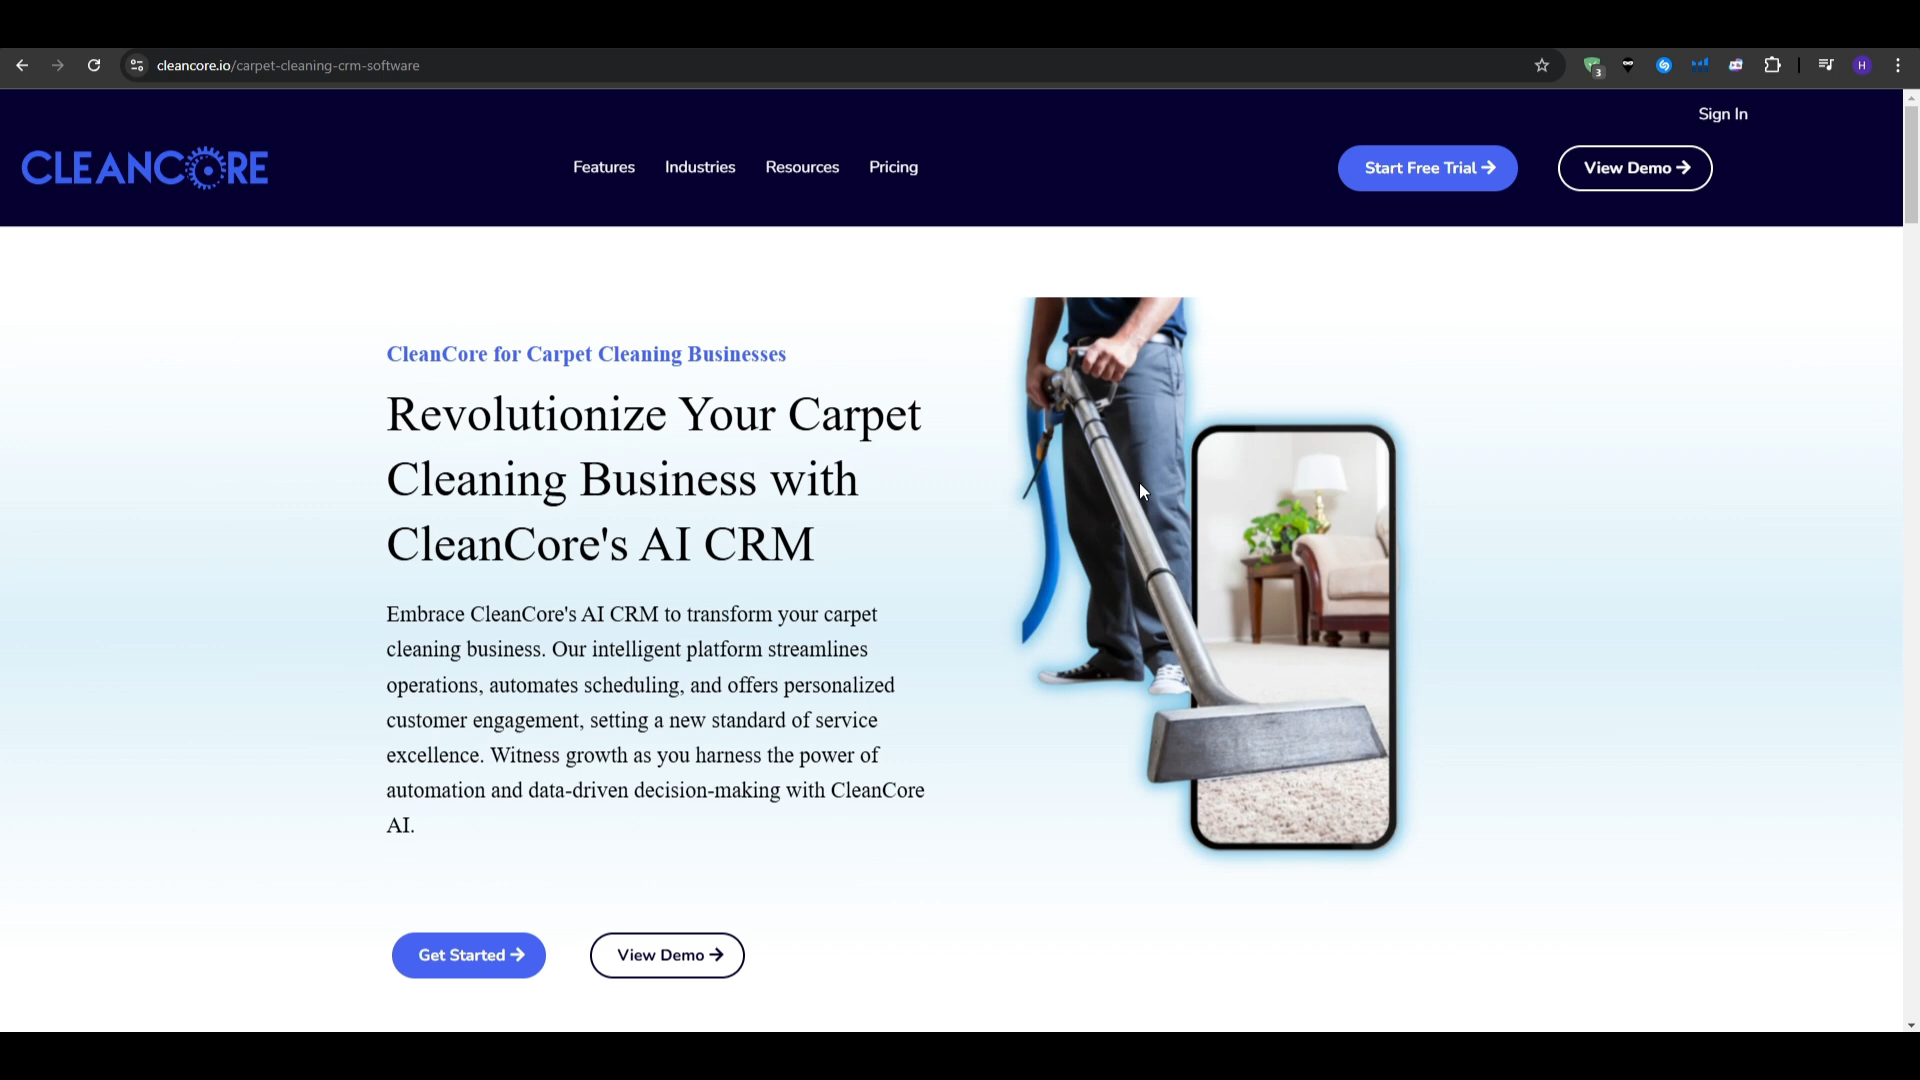 cleancore.io/carpet-cleaning-crm-software
3
H
Sign In
CLEANCORE
Features Industries Resources Pricing
Start Free Trial →
View Demo →
CleanCore for Carpet Cleaning Businesses
Revolutionize Your Carpet
Cleaning Business with
CleanCore's AI CRM
Embrace CleanCore's AI CRM to transform your carpet
cleaning business. Our intelligent platform streamlines
operations, automates scheduling, and offers personalized
customer engagement, setting a new standard of service
excellence. Witness growth as you harness the power of
automation and data-driven decision-making with CleanCore
AI.
Get Started →
View Demo →